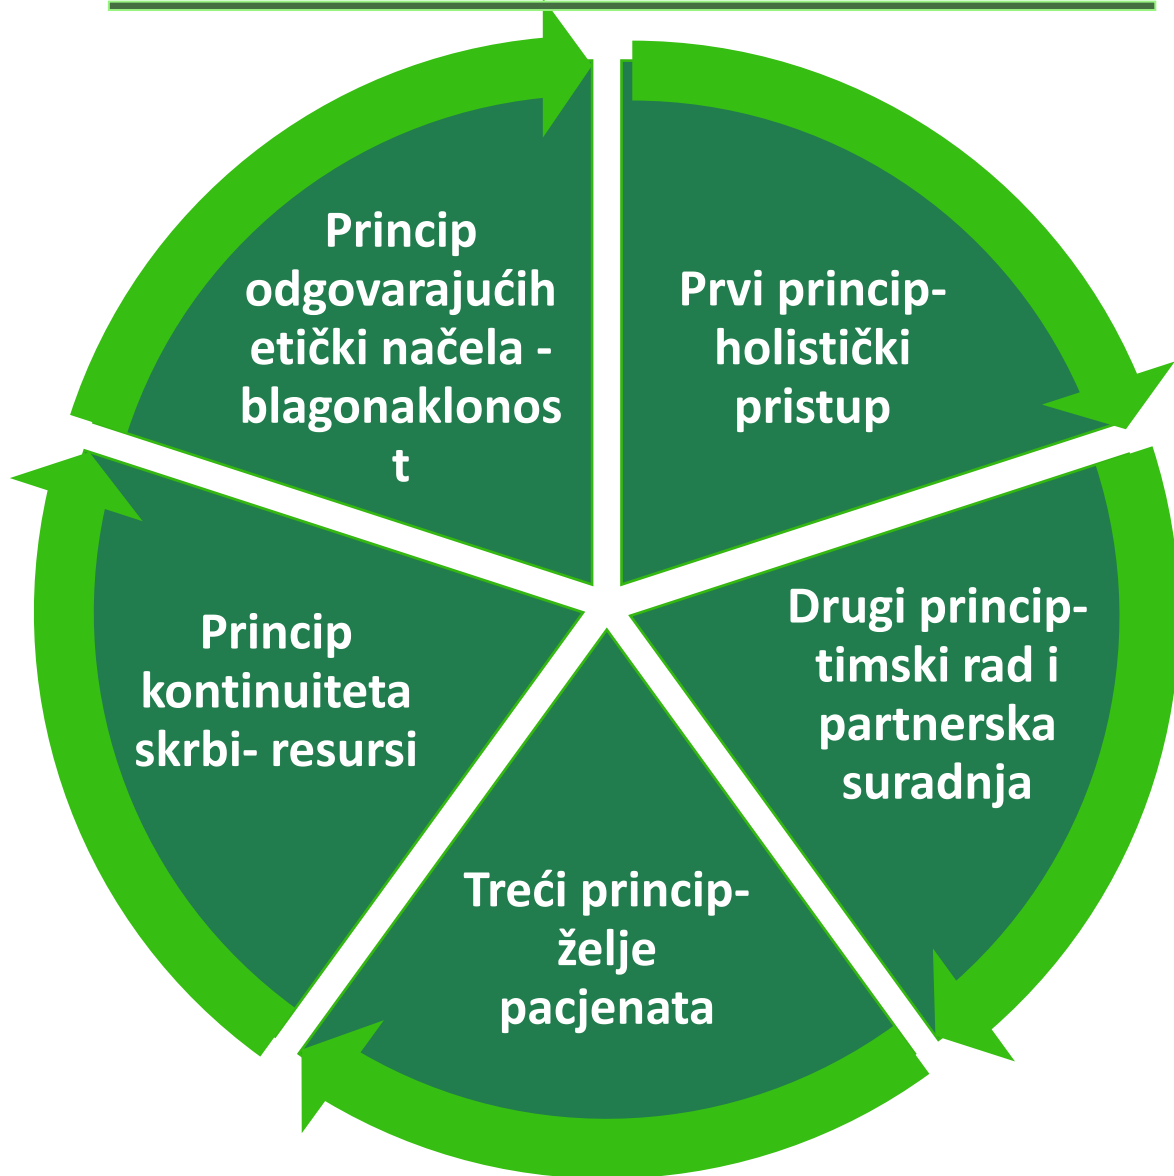 Prvi princip-
holistički
pristup
Drugi princip-
timski rad i
partnerska
suradnja
Treći princip-
želje
pacjenata
Princip
kontinuiteta
skrbi- resursi
Princip
odgovarajućih
etički načela -
blagonaklonos
t